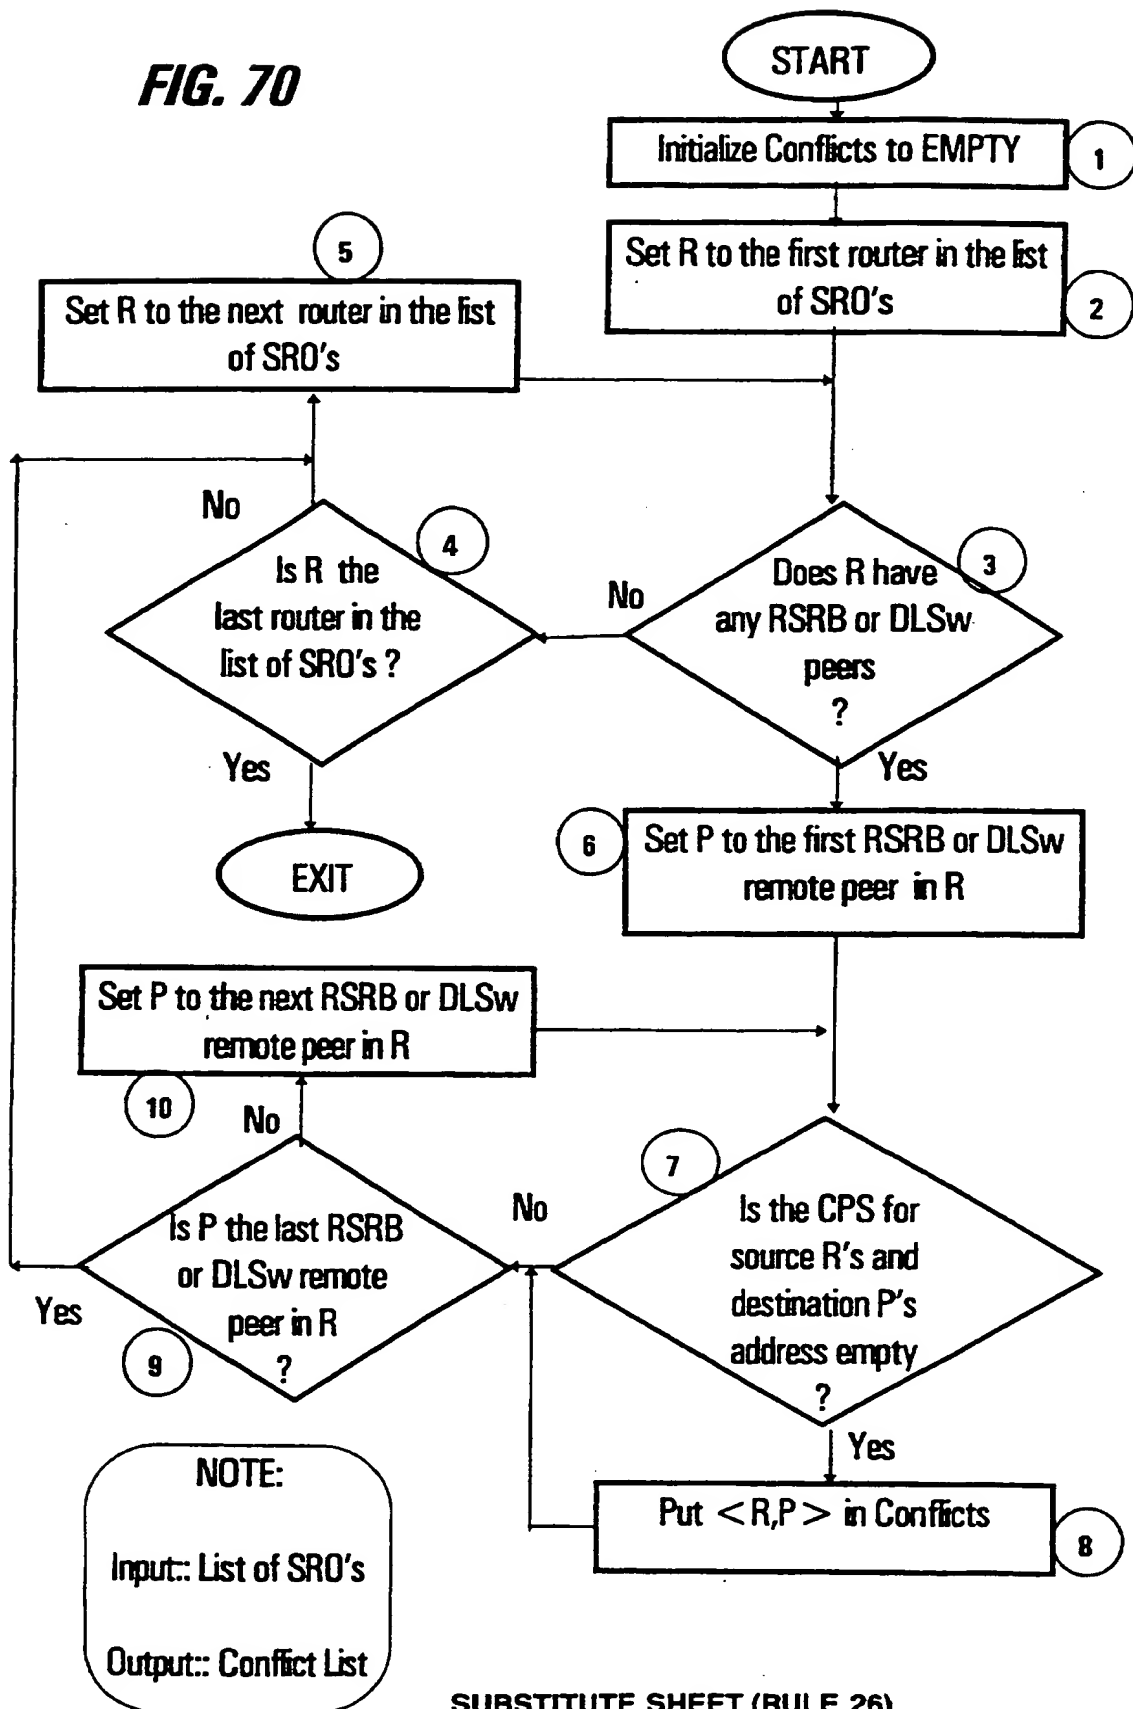 FIG. 70
START
Initialize Conflicts to EMPTY
1
Set R to the first router in the list
of SRO's
2
5
Set R to the next router in the list
of SRO's
No
4
Is R the
last router in the
list of SRO's ?
Yes
EXIT
No
3
Does R have
any RSRB or DLSw
peers
?
Yes
6
Set P to the first RSRB or DLSw
remote peer in R
Set P to the next RSRB or DLSw
remote peer in R
10
No
7
Is the CPS for
source R's and
destination P's
address empty
?
No
Yes
Is P the last RSRB
or DLSw remote
peer in R
?
Yes
9
Put <R,P> in Conflicts
8
NOTE:
Input:: List of SRO's
Output:: Conflict List
SUBSTITUTE SHEET (RULE 26)